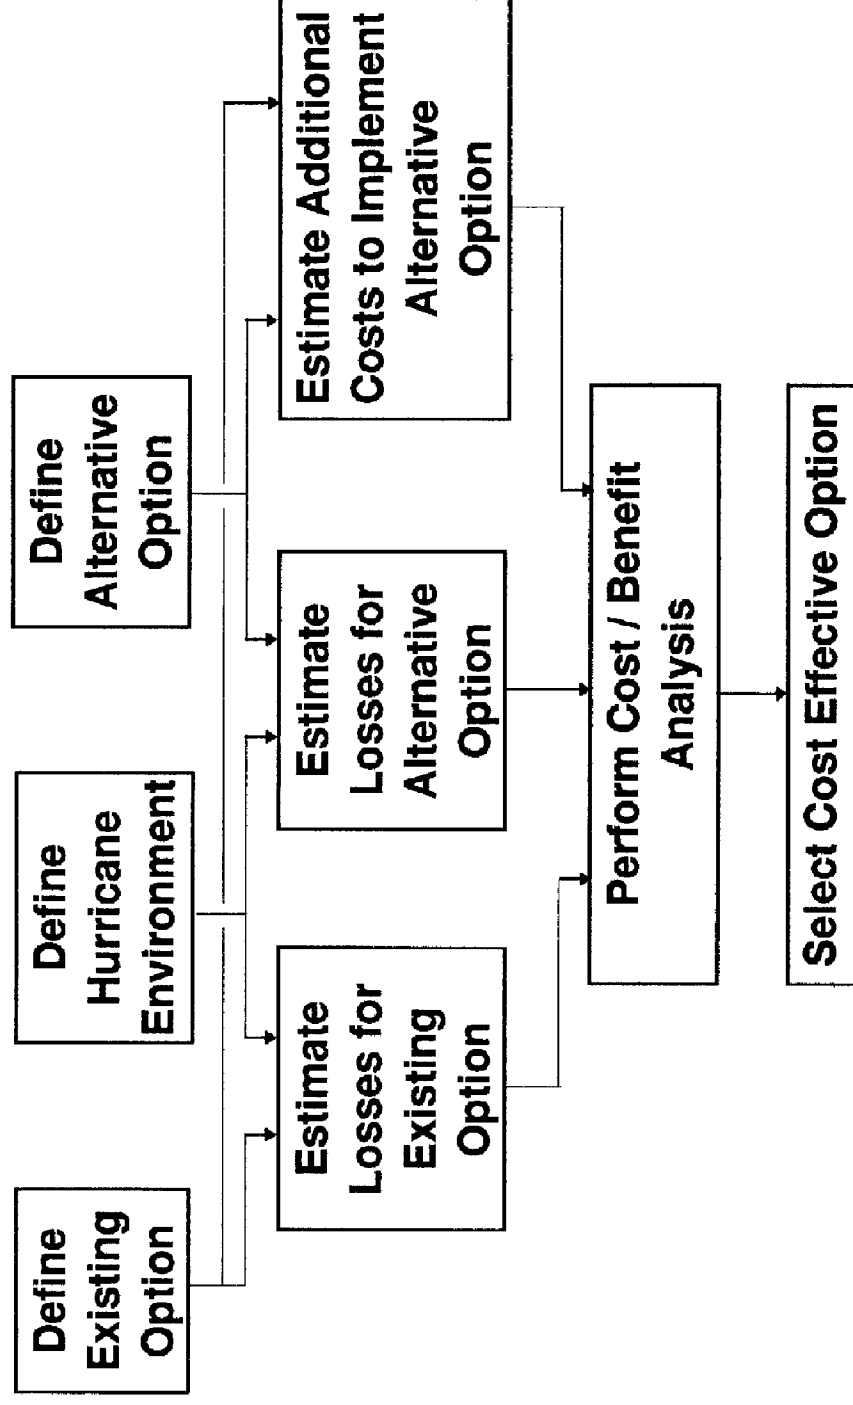 Define
Existing
Option
Define
Hurricane
Environment
Define
Alternative
Option
Estimate
Losses for
Existing
Option
Estimate
Losses for
Alternative
Option
Estimate Additional
Costs to Implement
Alternative
Option
Perform Cost / Benefit
Analysis
Select Cost Effective Option